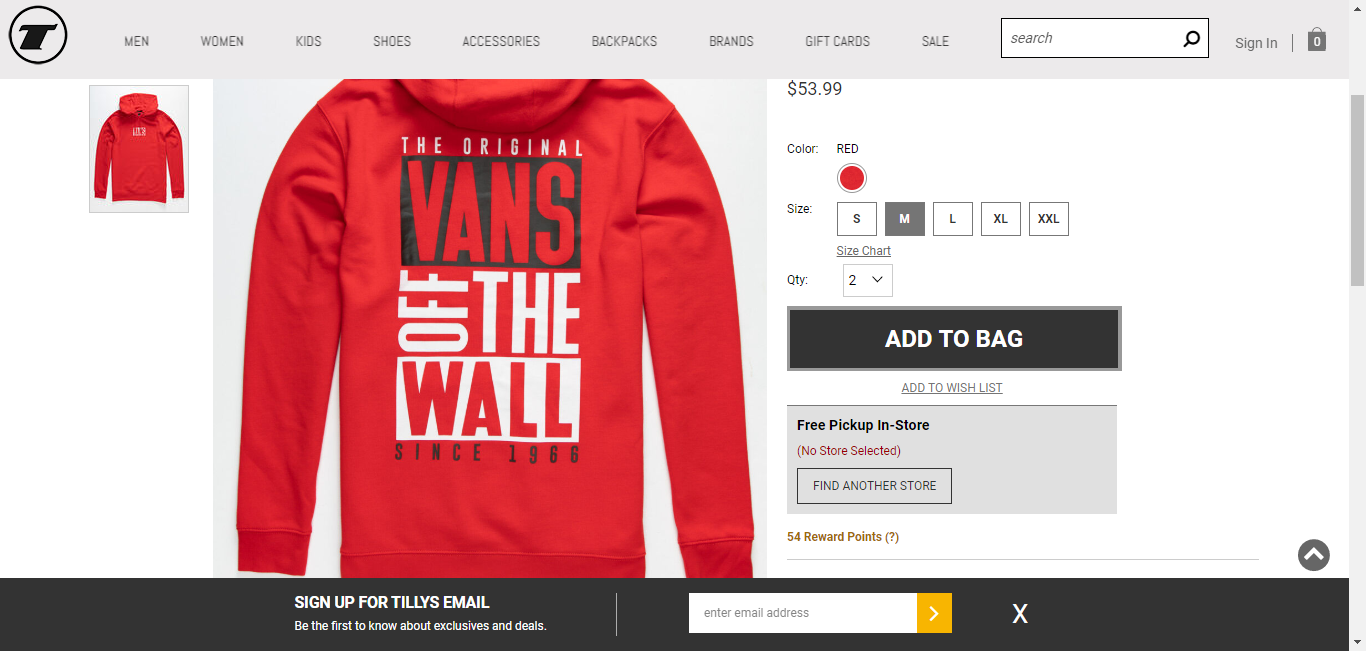 T
MEN WOMEN KIDS SHOES ACCESSORIES BACKPACKS BRANDS GIFT CARDS SALE
search
Sign In
0
THE ORIGINAL
VANS
OFF THE
WALL
SINCE 1966
$53.99
Color: RED
Size: S M L XL XXL
Size Chart
Qty: 2
ADD TO BAG
ADD TO WISH LIST
Free Pickup In-Store
(No Store Selected)
FIND ANOTHER STORE
54 Reward Points (?)
SIGN UP FOR TILLYS EMAIL
Be the first to know about exclusives and deals.
enter email address
X